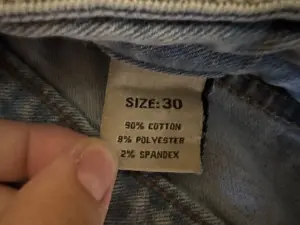 SIZE:30
90% COTTON
8% POLYESTER
2% SPANDEX